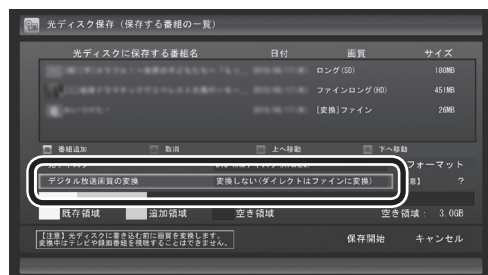 光ディスク保存（保存する番組の一覧）
光ディスクに保存する番組名 日付 画質 サイズ
ロング(SD) 180MB
ファインロング(HD) 451MB
[変換]ファイン 26MB
番組追加 取消 上へ移動 下へ移動
フォーマット
デジタル放送画質の変換 変換しない(ダイレクトはファインに変換) 意] ?
既存領域 追加領域 空き領域 空き領域： 3.0GB
【注意】光ディスクに書き込む前に画質を変換します。
変換中はテレビや録画番組を視聴することはできません。
保存開始 キャンセル